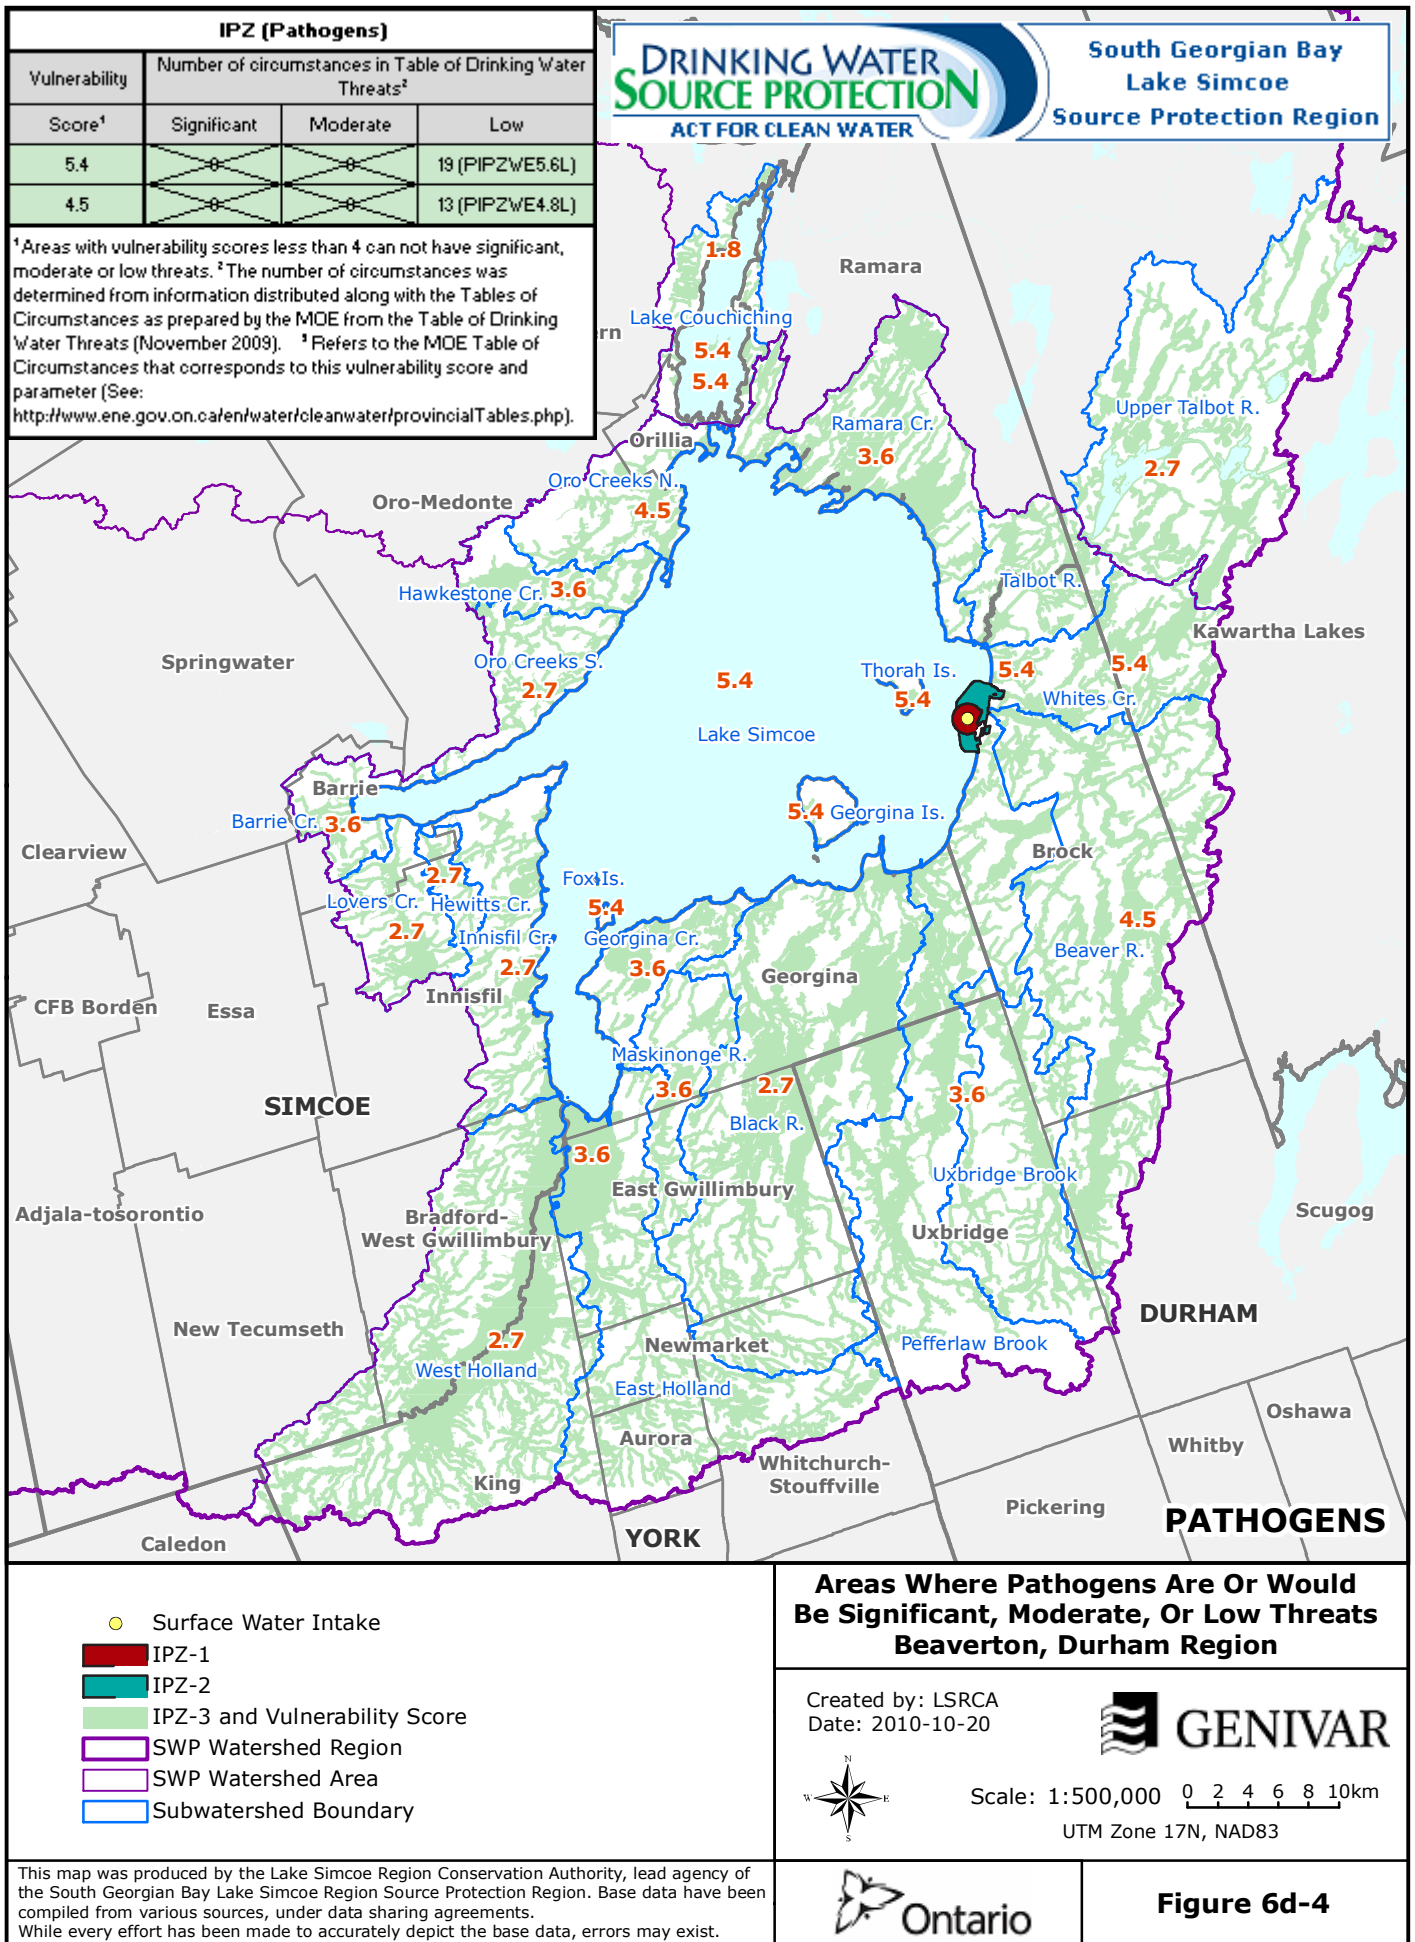 IPZ (Pathogens)
Vulnerability
Number of circumstances in Table of Drinking Water
Threats²
Score¹
Significant
Moderate
Low
5.4
0
0
19 (PIPZWE5.6L)
4.5
0
0
13 (PIPZWE4.8L)
¹Areas with vulnerability scores less than 4 can not have significant,
moderate or low threats. ²The number of circumstances was
determined from information distributed along with the Tables of
Circumstances as prepared by the MOE from the Table of Drinking
Water Threats (November 2009). ³Refers to the MOE Table of
Circumstances that corresponds to this vulnerability score and
parameter (See:
http://www.ene.gov.on.ca/en/water/cleanwater/provincialTables.php).
DRINKING WATER
SOURCE PROTECTION
ACT FOR CLEAN WATER
South Georgian Bay
Lake Simcoe
Source Protection Region
1.8
Ramara
Lake Couchiching
ern
5.4
5.4
Upper Talbot R.
2.7
Ramara Cr.
3.6
Orillia
Oro Creeks N.
4.5
Oro-Medonte
Hawkestone Cr.
3.6
Talbot R.
Kawartha Lakes
Springwater
Oro Creeks S.
2.7
5.4
Thorah Is.
5.4
5.4
5.4
Whites Cr.
Lake Simcoe
Barrie
Barrie Cr.
3.6
5.4
Georgina Is.
Clearview
Brock
2.7
Fox Is.
Lovers Cr.
Hewitts Cr.
5.4
4.5
2.7
Innisfil Cr.
Georgina Cr.
Beaver R.
2.7
3.6
Georgina
Innisfil
CFB Borden
Essa
Maskinonge R.
3.6
2.7
3.6
SIMCOE
Black R.
3.6
Uxbridge Brook
East Gwillimbury
Adjala-tosorontio
Bradford-
West Gwillimbury
Uxbridge
Scugog
DURHAM
New Tecumseth
2.7
Newmarket
Pefferlaw Brook
West Holland
East Holland
Oshawa
Aurora
Whitby
Whitchurch-
Stouffville
King
Pickering
PATHOGENS
YORK
Caledon
Surface Water Intake
IPZ-1
IPZ-2
IPZ-3 and Vulnerability Score
SWP Watershed Region
SWP Watershed Area
Subwatershed Boundary
Areas Where Pathogens Are Or Would
Be Significant, Moderate, Or Low Threats
Beaverton, Durham Region
Created by: LSRCA
Date: 2010-10-20
GENIVAR
N
W
E
S
Scale: 1:500,000
0 2 4 6 8 10km
UTM Zone 17N, NAD83
This map was produced by the Lake Simcoe Region Conservation Authority, lead agency of
the South Georgian Bay Lake Simcoe Region Source Protection Region. Base data have been
compiled from various sources, under data sharing agreements.
While every effort has been made to accurately depict the base data, errors may exist.
Ontario
Figure 6d-4